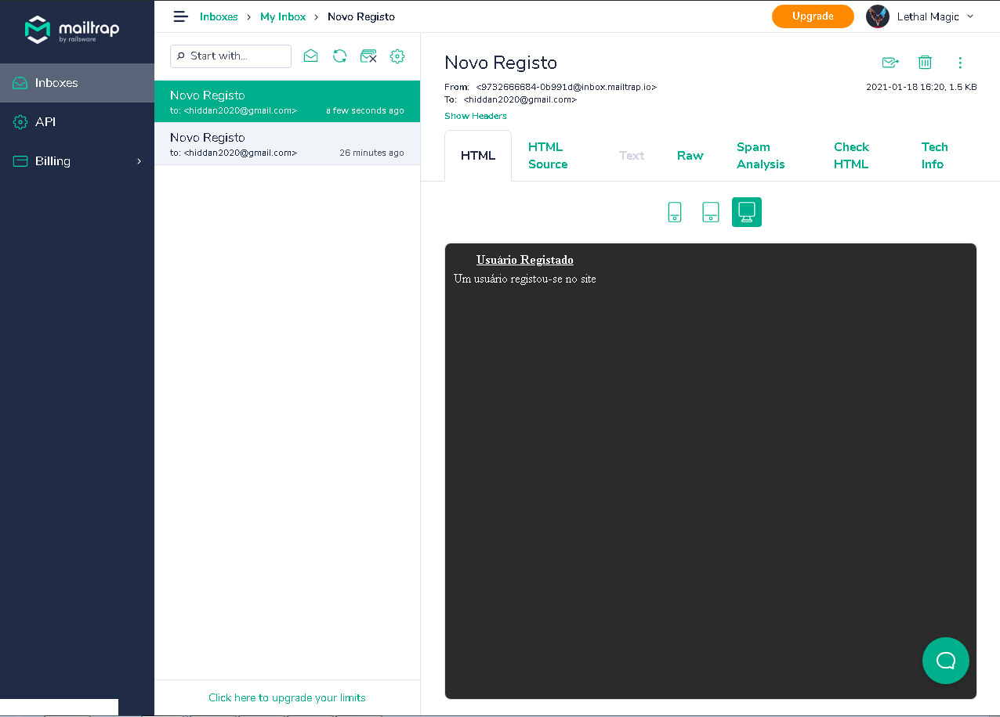 mailtrap
by railsware
Inboxes
API
Billing
Inboxes > My Inbox > Novo Registo
Upgrade
Lethal Magic
Start with...
Novo Registo
to: <hiddan2020@gmail.com> a few seconds ago
Novo Registo
to: <hiddan2020@gmail.com> 26 minutes ago
Click here to upgrade your limits
Novo Registo
From: <9732666684-0b991d@inbox.mailtrap.io>
2021-01-18 16:20, 1.5 KB
To: <hiddan2020@gmail.com>
Show Headers
HTML
HTML
Source
Text
Raw
Spam
Analysis
Check
HTML
Tech
Info
Usuário Registado
Um usuário registou-se no site